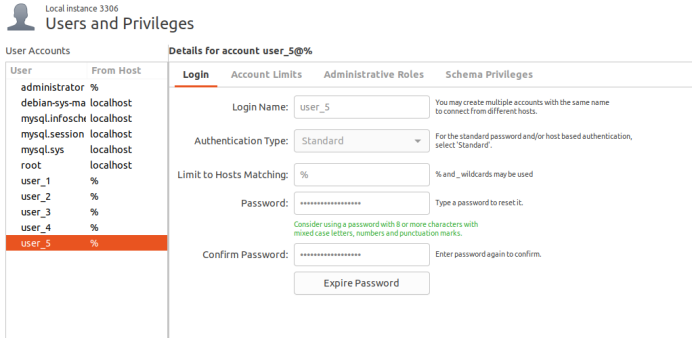 Local instance 3306
Users and Privileges
User Accounts
User From Host
administrator %
debian-sys-ma localhost
mysql.infosche localhost
mysql.session localhost
mysql.sys localhost
root localhost
user_1 %
user_2 %
user_3 %
user_4 %
user_5 %
Details for account user_5@%
Login Account Limits Administrative Roles Schema Privileges
Login Name: user_5 You may create multiple accounts with the same name
to connect from different hosts.
Authentication Type: Standard For the standard password and/or host based authentication,
select 'Standard'.
Limit to Hosts Matching: % % and _ wildcards may be used
Password: ****************** Type a password to reset it.
Consider using a password with 8 or more characters with
mixed case letters, numbers and punctuation marks.
Confirm Password: ****************** Enter password again to confirm.
Expire Password